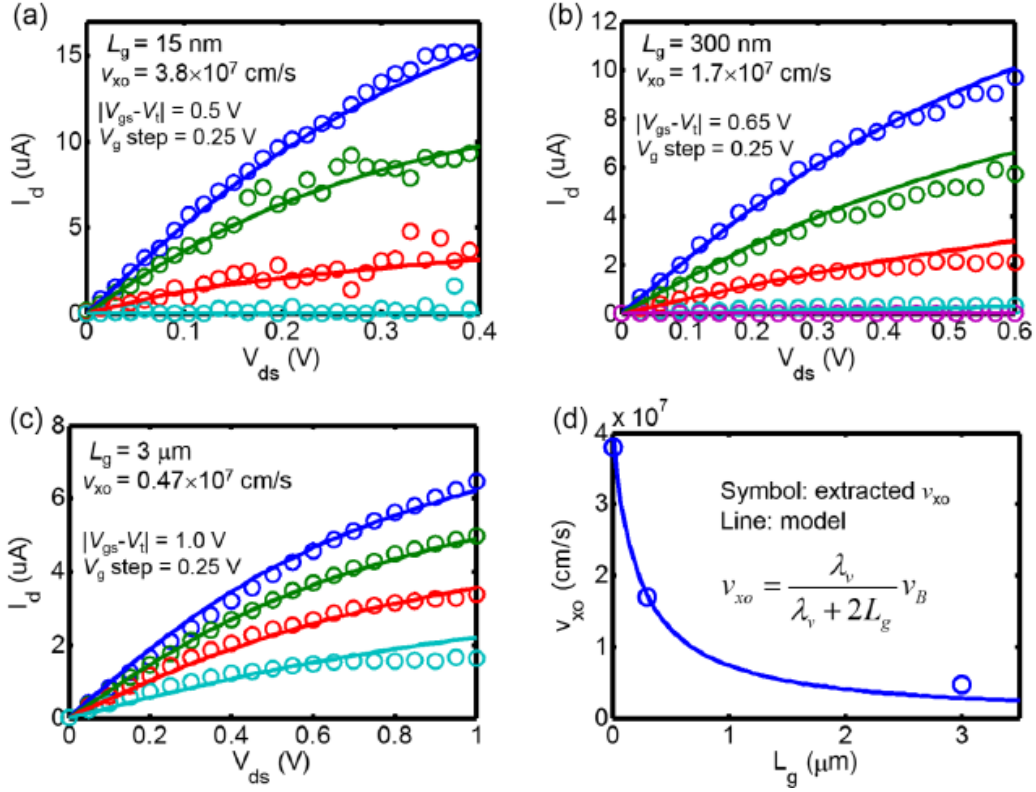 (a)
15
10
5
0
I_d (uA)
L_g = 15 nm
v_xo = 3.8×10^7 cm/s
|V_gs-V_t| = 0.5 V
V_g step = 0.25 V
0
0.1
0.2
0.3
0.4
V_ds (V)
(b)
12
10
8
6
4
2
0
I_d (uA)
L_g = 300 nm
v_xo = 1.7×10^7 cm/s
|V_gs-V_t| = 0.65 V
V_g step = 0.25 V
0
0.1
0.2
0.3
0.4
0.5
0.6
V_ds (V)
(c)
8
6
4
2
0
I_d (uA)
L_g = 3 μm
v_xo = 0.47×10^7 cm/s
|V_gs-V_t| = 1.0 V
V_g step = 0.25 V
0
0.2
0.4
0.6
0.8
1
V_ds (V)
(d)
x 10^7
4
3
2
1
0
v_xo (cm/s)
Symbol: extracted v_xo
Line: model
v_xo = λ_v / (λ_v + 2L_g) v_B
0
1
2
3
L_g (μm)